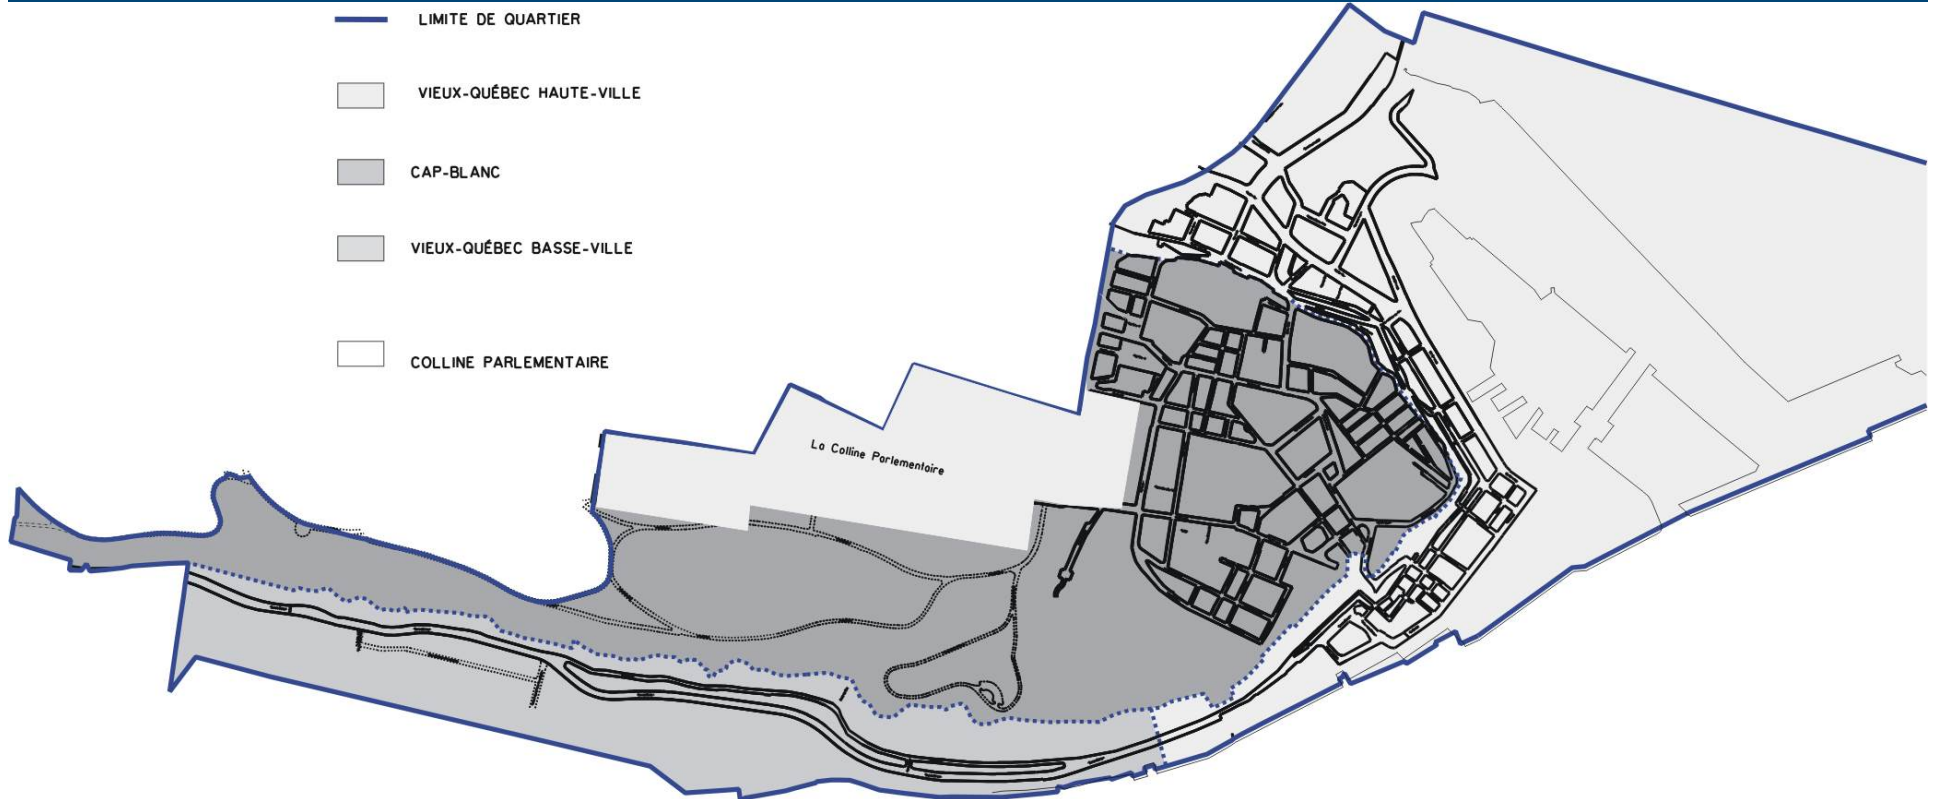 LIMITE DE QUARTIER
VIEUX-QUÉBEC HAUTE-VILLE
CAP-BLANC
VIEUX-QUÉBEC BASSE-VILLE
COLLINE PARLEMENTAIRE
La Colline Parlementaire